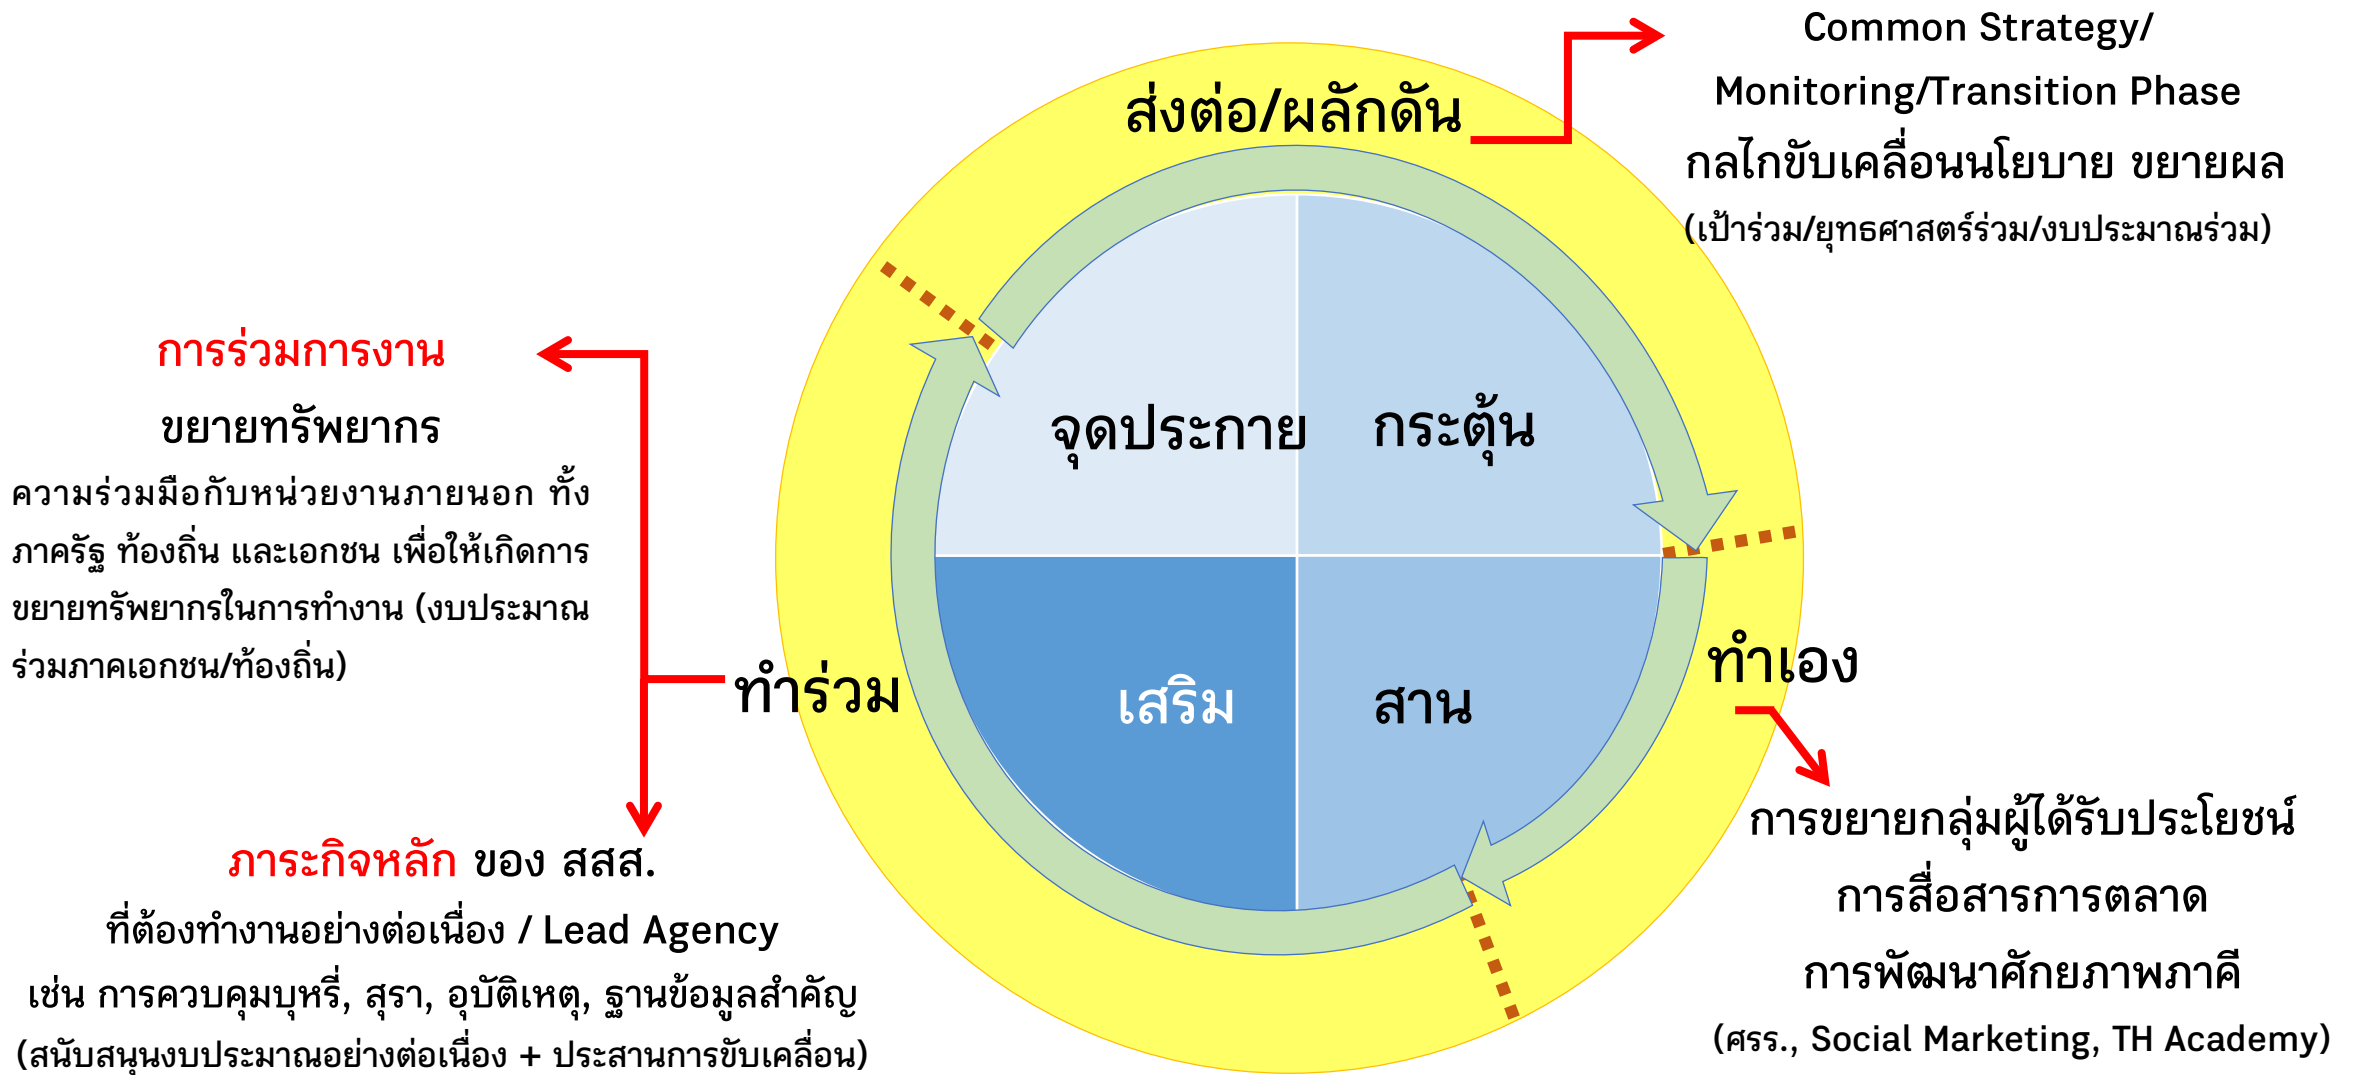 Common Strategy/
Monitoring/Transition Phase
กลไกขับเคลื่อนนโยบาย ขยายผล
(เป้าร่วม/ยุทธศาสตร์ร่วม/งบประมาณร่วม)
ส่งต่อ/ผลักดัน
การร่วมการงาน
ขยายทรัพยากร
ความร่วมมือกับหน่วยงานภายนอก ทั้ง
ภาครัฐ ท้องถิ่น และเอกชน เพื่อให้เกิดการ
ขยายทรัพยากรในการทำงาน (งบประมาณ
ร่วมภาคเอกชน/ท้องถิ่น)
จุดประกาย
กระตุ้น
เสริม
สาน
ทำร่วม
ทำเอง
ภาระกิจหลัก ของ สสส.
ที่ต้องทำงานอย่างต่อเนื่อง / Lead Agency
เช่น การควบคุมบุหรี่, สุรา, อุบัติเหตุ, ฐานข้อมูลสำคัญ
(สนับสนุนงบประมาณอย่างต่อเนื่อง + ประสานการขับเคลื่อน)
การขยายกลุ่มผู้ได้รับประโยชน์
การสื่อสารการตลาด
การพัฒนาศักยภาพภาคี
(ศรร., Social Marketing, TH Academy)